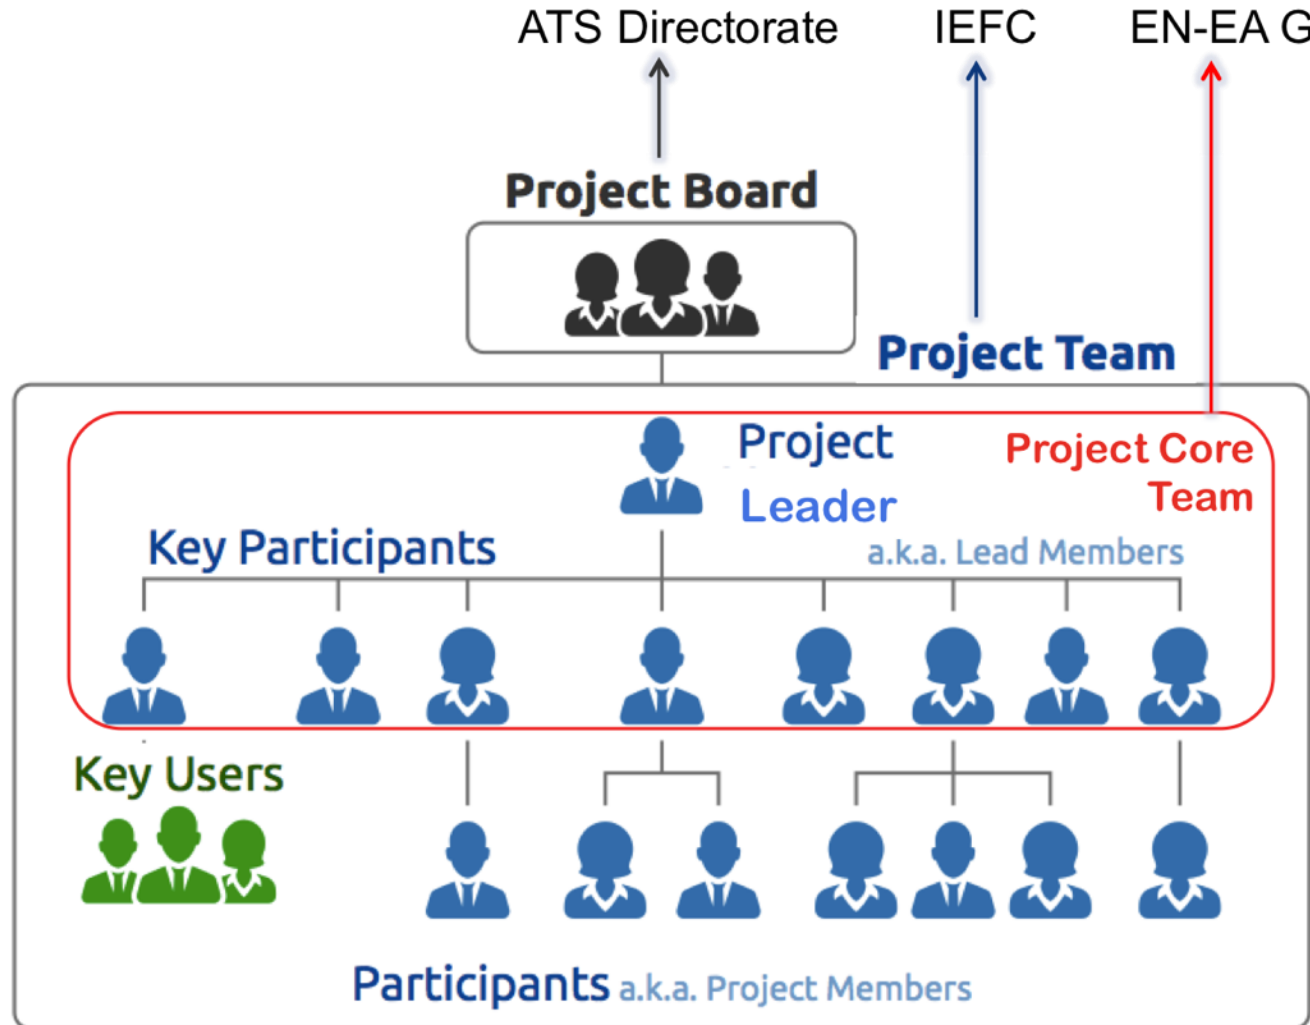 ATS Directorate
IEFC
EN-EA G
Project Board
Project Team
Project
Leader
Project Core
Team
Key Participants
a.k.a. Lead Members
Key Users
Participants a.k.a. Project Members